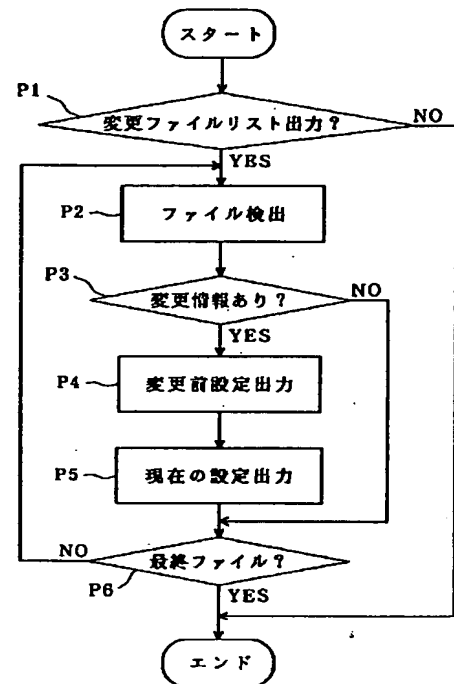 スタート
P1
変更ファイルリスト出力?
NO
YES
P2
ファイル検出
P3
変更情報あり?
NO
YES
P4
変更前設定出力
P5
現在の設定出力
NO
最終ファイル?
P6
YES
エンド